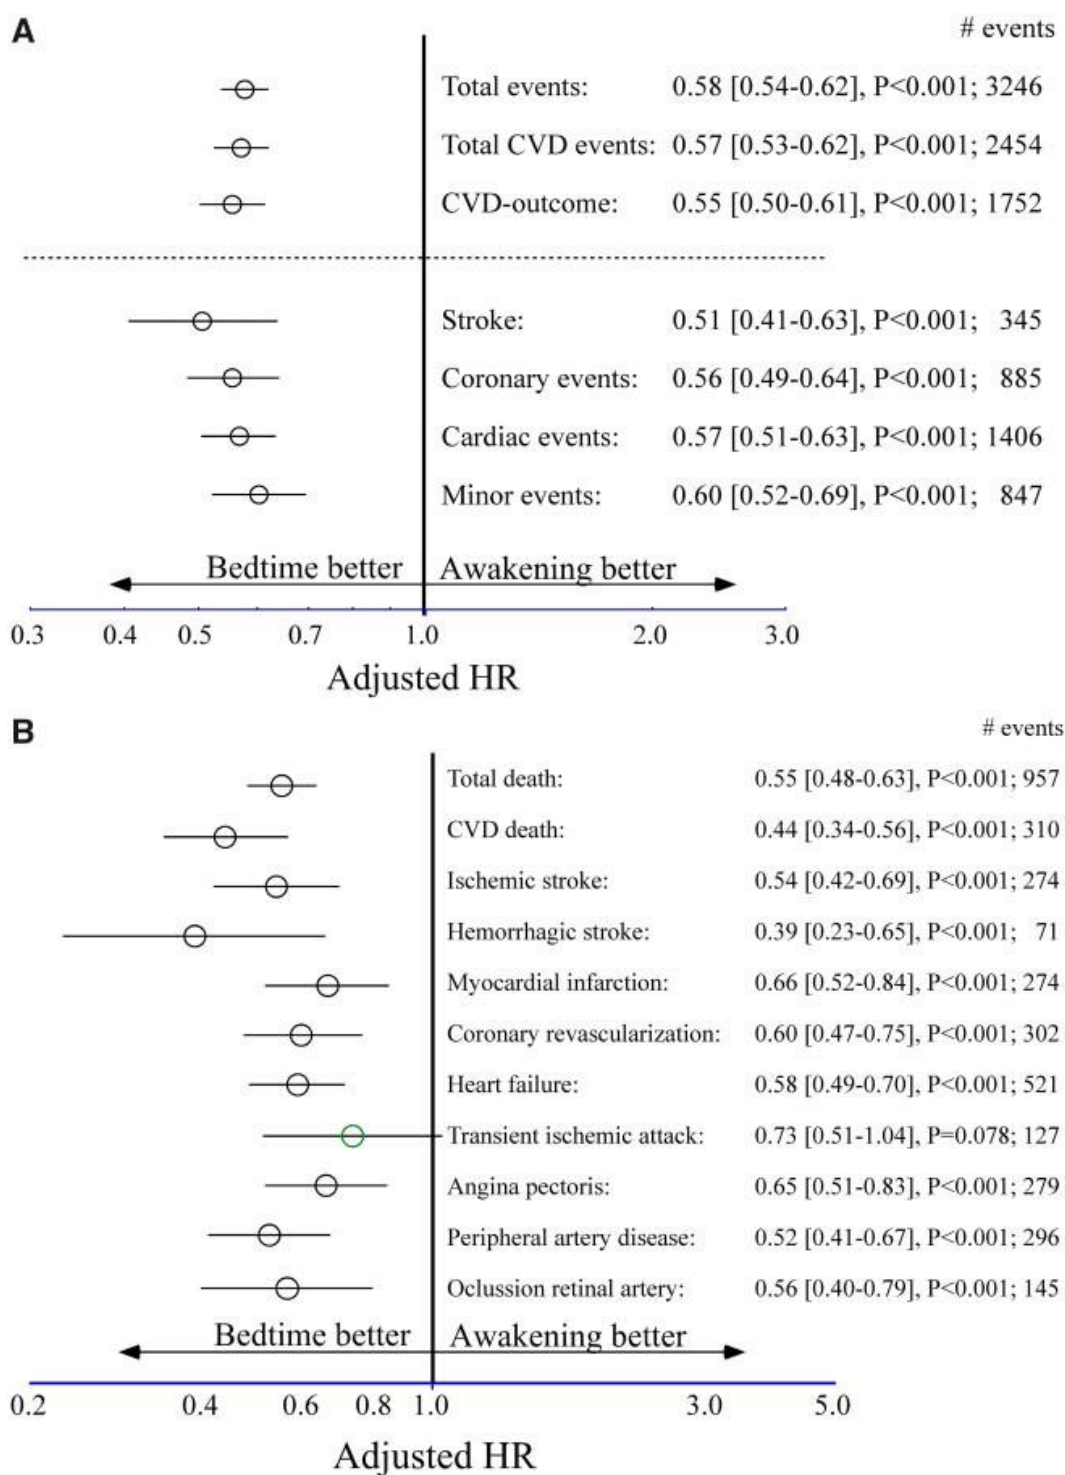 A
# events
Total events: 0.58 [0.54-0.62], P<0.001; 3246
Total CVD events: 0.57 [0.53-0.62], P<0.001; 2454
CVD-outcome: 0.55 [0.50-0.61], P<0.001; 1752
Stroke: 0.51 [0.41-0.63], P<0.001; 345
Coronary events: 0.56 [0.49-0.64], P<0.001; 885
Cardiac events: 0.57 [0.51-0.63], P<0.001; 1406
Minor events: 0.60 [0.52-0.69], P<0.001; 847
Bedtime better Awakening better
0.3 0.4 0.5 0.7 1.0 2.0 3.0
Adjusted HR
B
# events
Total death: 0.55 [0.48-0.63], P<0.001; 957
CVD death: 0.44 [0.34-0.56], P<0.001; 310
Ischemic stroke: 0.54 [0.42-0.69], P<0.001; 274
Hemorrhagic stroke: 0.39 [0.23-0.65], P<0.001; 71
Myocardial infarction: 0.66 [0.52-0.84], P<0.001; 274
Coronary revascularization: 0.60 [0.47-0.75], P<0.001; 302
Heart failure: 0.58 [0.49-0.70], P<0.001; 521
Transient ischemic attack: 0.73 [0.51-1.04], P=0.078; 127
Angina pectoris: 0.65 [0.51-0.83], P<0.001; 279
Peripheral artery disease: 0.52 [0.41-0.67], P<0.001; 296
Oclussion retinal artery: 0.56 [0.40-0.79], P<0.001; 145
Bedtime better Awakening better
0.2 0.4 0.6 0.8 1.0 3.0 5.0
Adjusted HR